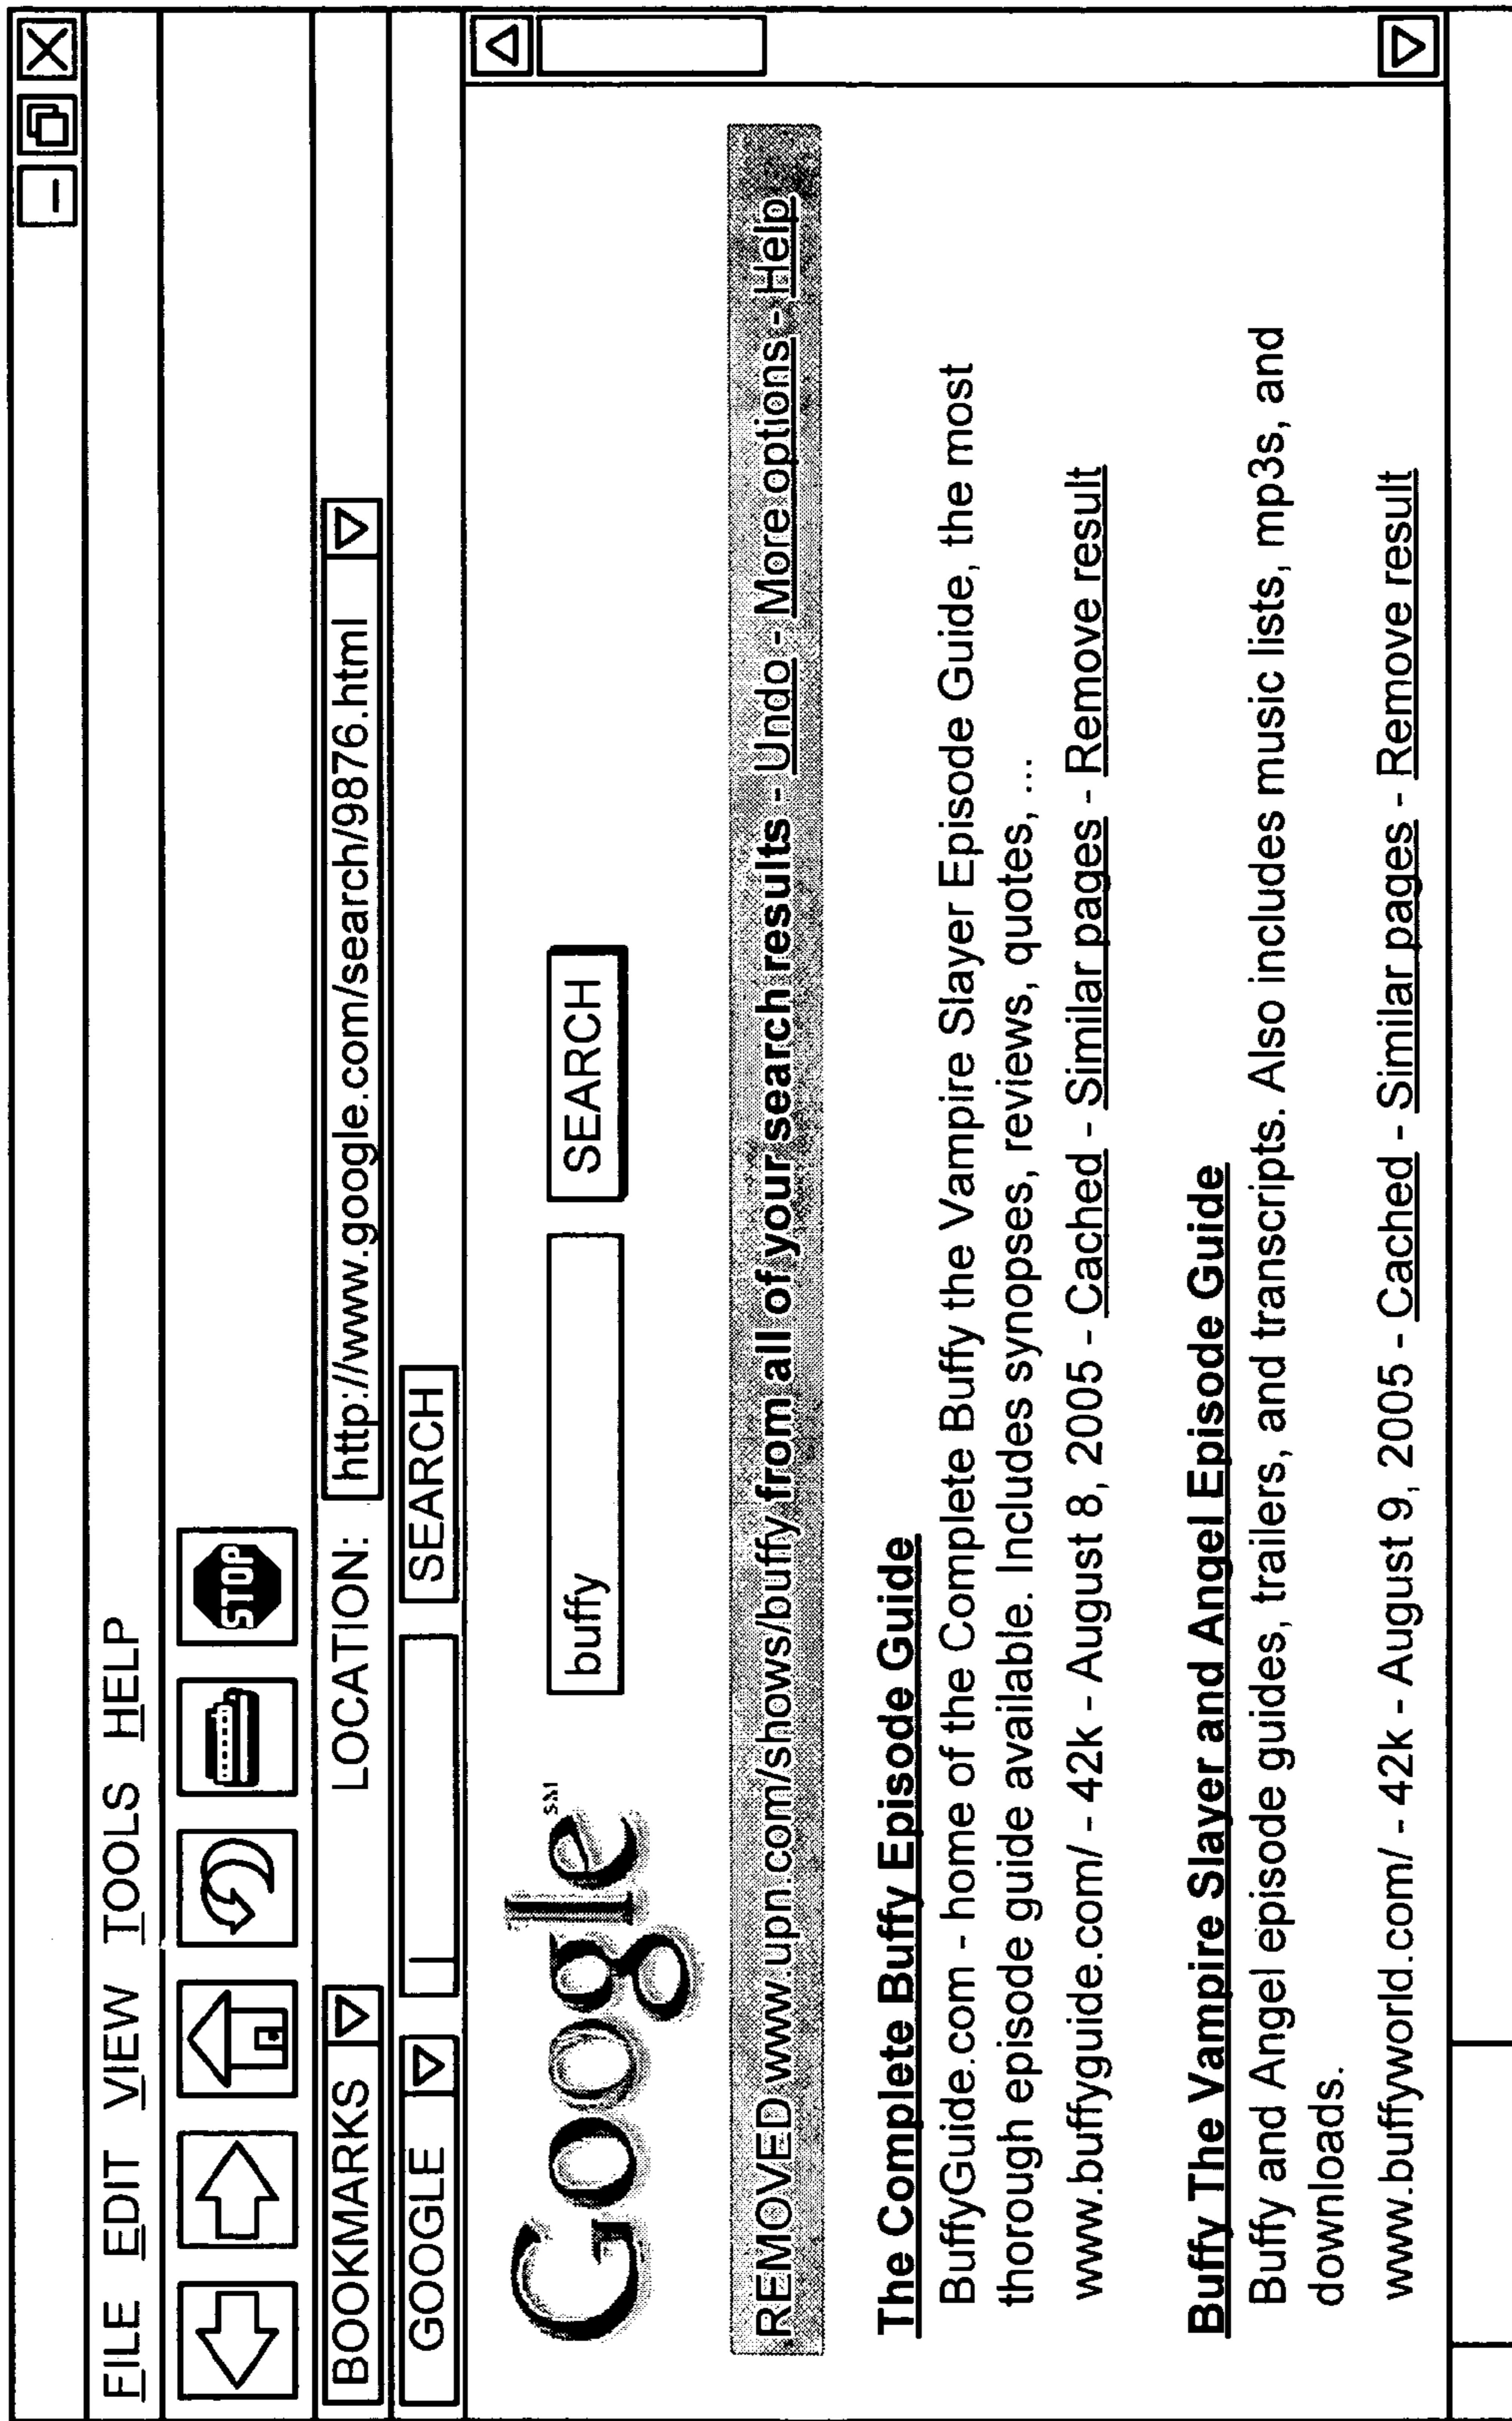 FILE EDIT VIEW TOOLS HELP
STOP
BOOKMARKS LOCATION: http://www.google.com/search/9876.html
GOOGLE SEARCH
Google SM buffy SEARCH
REMOVED www.upn.com/shows/buffy from all of your search results - Undo - More options - Help
The Complete Buffy Episode Guide
BuffyGuide.com - home of the Complete Buffy the Vampire Slayer Episode Guide, the most
thorough episode guide available. Includes synopses, reviews, quotes, ...
www.buffyguide.com/ - 42k - August 8, 2005 - Cached - Similar pages - Remove result
Buffy The Vampire Slayer and Angel Episode Guide
Buffy and Angel episode guides, trailers, and transcripts. Also includes music lists, mp3s, and
downloads.
www.buffyworld.com/ - 42k - August 9, 2005 - Cached - Similar pages - Remove result